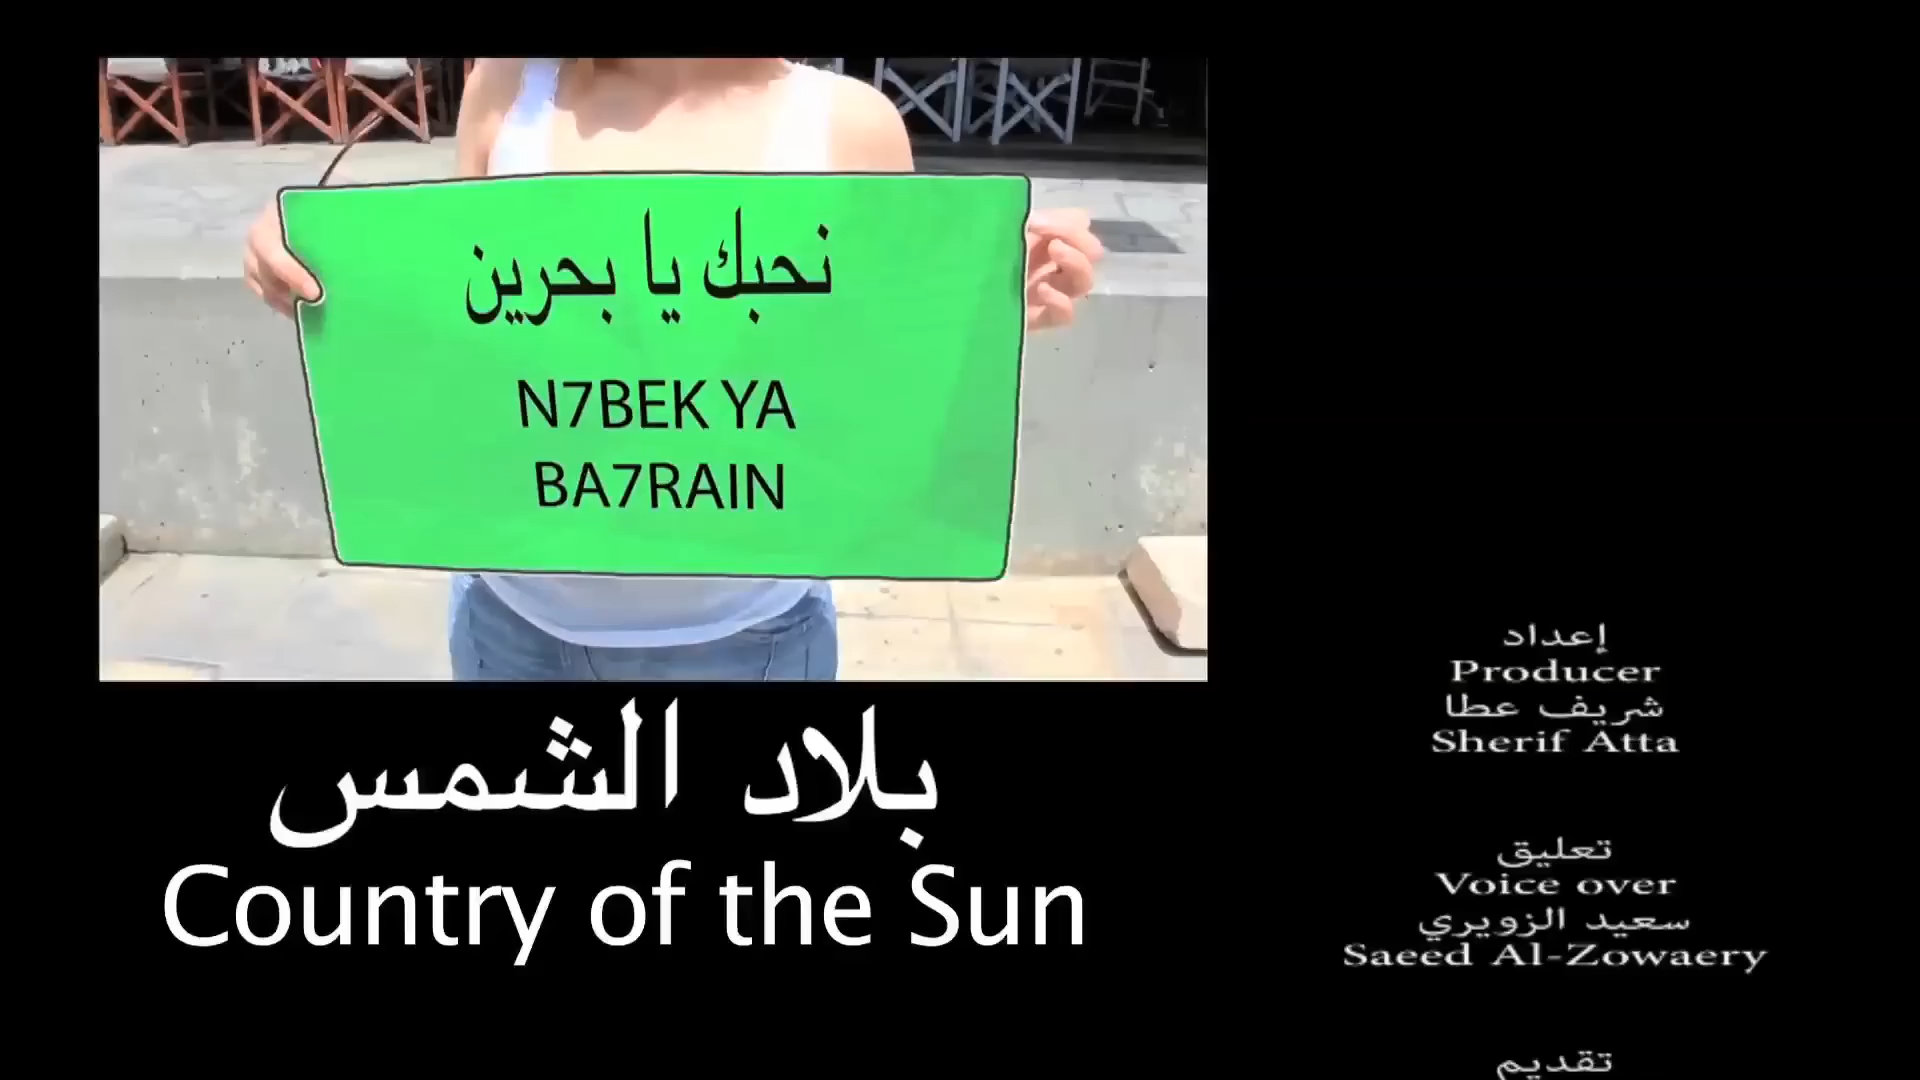 نحبك يا بحرين
N7BEK YA
BA7RAIN
بلاد الشمس
Country of the Sun
إعداد
Producer
شريف عطا
Sherif Atta
تعليق
Voice over
سعيد الزويري
Saeed Al-Zowaery
تقديم